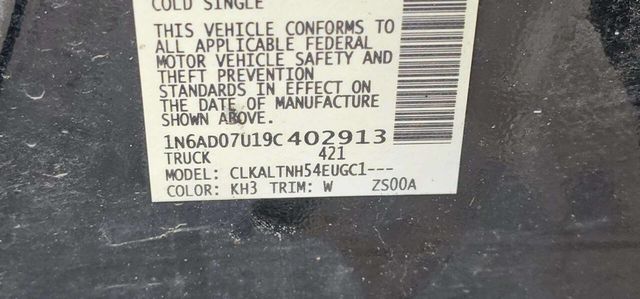 COLD SINGLE
THIS VEHICLE CONFORMS TO
ALL APPLICABLE FEDERAL
MOTOR VEHICLE SAFETY AND
THEFT PREVENTION
STANDARDS IN EFFECT ON
THE DATE OF MANUFACTURE
SHOWN ABOVE.
1N6AD07U19C402913
TRUCK 421
MODEL: CLKALTNH54EUGC1---
COLOR: KH3 TRIM: W ZS00A